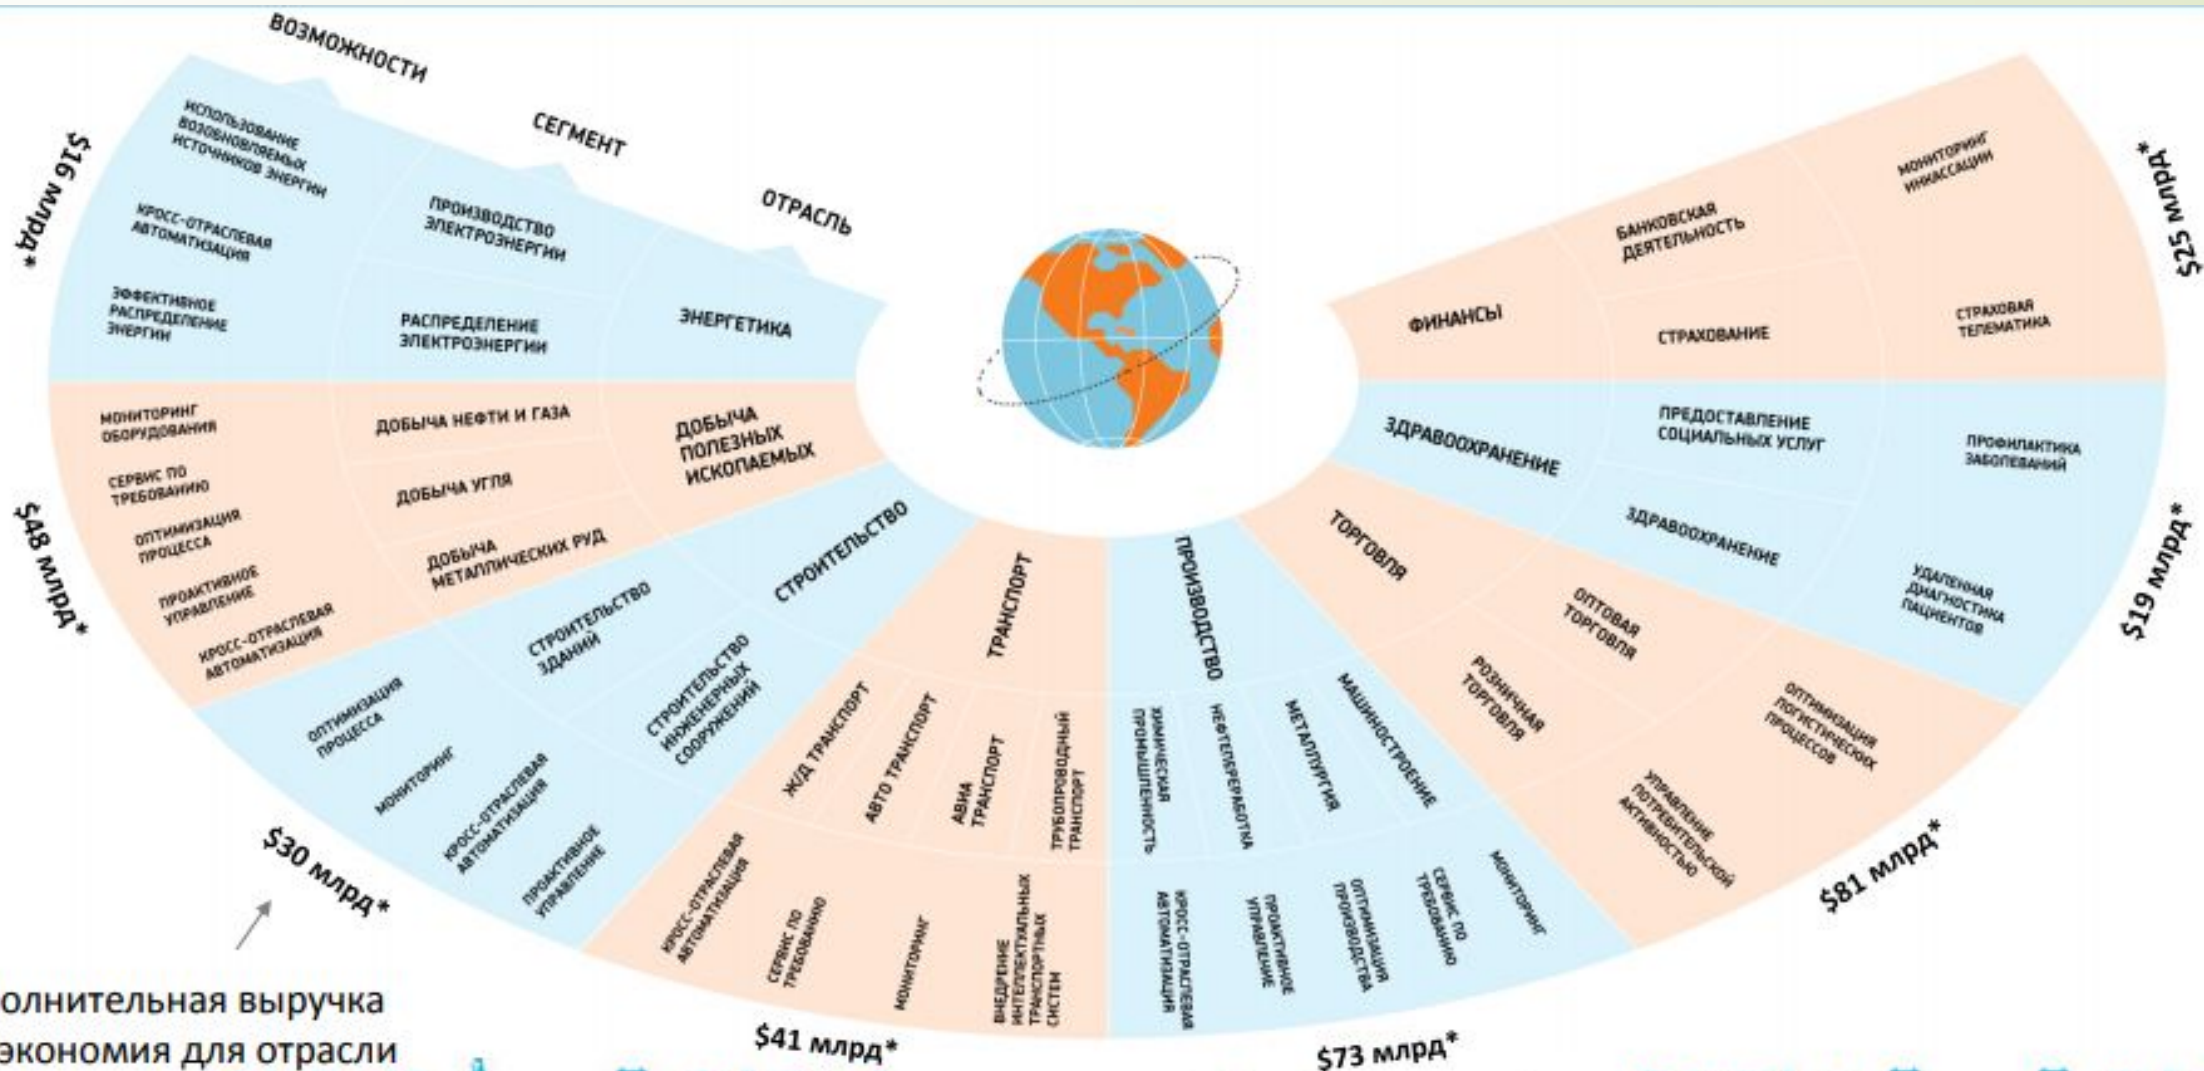 ВОЗМОЖНОСТИ
СЕГМЕНТ
ОТРАСЛЬ
$16 млрд*
ИСПОЛЬЗОВАНИЕ
ВОЗОБНОВЛЯЕМЫХ
ИСТОЧНИКОВ ЭНЕРГИИ
КРОСС-ОТРАСЛЕВАЯ
АВТОМАТИЗАЦИЯ
ЭФФЕКТИВНОЕ
РАСПРЕДЕЛЕНИЕ
ЭНЕРГИИ
ПРОИЗВОДСТВО
ЭЛЕКТРОЭНЕРГИИ
РАСПРЕДЕЛЕНИЕ
ЭЛЕКТРОЭНЕРГИИ
ЭНЕРГЕТИКА
$48 млрд*
МОНИТОРИНГ
ОБОРУДОВАНИЯ
СЕРВИС ПО
ТРЕБОВАНИЮ
ОПТИМИЗАЦИЯ
ПРОЦЕССА
ПРОАКТИВНОЕ
УПРАВЛЕНИЕ
КРОСС-ОТРАСЛЕВАЯ
АВТОМАТИЗАЦИЯ
ДОБЫЧА НЕФТИ И ГАЗА
ДОБЫЧА УГЛЯ
ДОБЫЧА
МЕТАЛЛИЧЕСКИХ РУД
ДОБЫЧА
ПОЛЕЗНЫХ
ИСКОПАЕМЫХ
$30 млрд*
ОПТИМИЗАЦИЯ
ПРОЦЕССА
МОНИТОРИНГ
КРОСС-ОТРАСЛЕВАЯ
АВТОМАТИЗАЦИЯ
ПРОАКТИВНОЕ
УПРАВЛЕНИЕ
СТРОИТЕЛЬСТВО
ЗДАНИЙ
СТРОИТЕЛЬСТВО
ИНЖЕНЕРНЫХ
СООРУЖЕНИЙ
СТРОИТЕЛЬСТВО
ТРАНСПОРТ
Ж/Д ТРАНСПОРТ
АВТО ТРАНСПОРТ
АВИА
ТРАНСПОРТ
ТРУБОПРОВОДНЫЙ
ТРАНСПОРТ
КРОСС-ОТРАСЛЕВАЯ
АВТОМАТИЗАЦИЯ
СЕРВИС ПО
ТРЕБОВАНИЮ
МОНИТОРИНГ
ВНЕДРЕНИЕ
ИНТЕЛЛЕКТУАЛЬНЫХ
ТРАНСПОРТНЫХ
СИСТЕМ
$41 млрд*
ПРОИЗВОДСТВО
ХИМИЧЕСКАЯ
ПРОМЫШЛЕННОСТЬ
НЕФТЕПЕРЕРАБОТКА
МЕТАЛЛУРГИЯ
МАШИНОСТРОЕНИЕ
КРОСС-ОТРАСЛЕВАЯ
АВТОМАТИЗАЦИЯ
ПРОАКТИВНОЕ
УПРАВЛЕНИЕ
ОПТИМИЗАЦИЯ
ПРОИЗВОДСТВА
СЕРВИС ПО
ТРЕБОВАНИЮ
МОНИТОРИНГ
$73 млрд*
ТОРГОВЛЯ
ОПТОВАЯ
ТОРГОВЛЯ
РОЗНИЧНАЯ
ТОРГОВЛЯ
ОПТИМИЗАЦИЯ
ЛОГИСТИЧЕСКИХ
ПРОЦЕССОВ
УПРАВЛЕНИЕ
ПОТРЕБИТЕЛЬСКОЙ
АКТИВНОСТЬЮ
$81 млрд*
ЗДРАВООХРАНЕНИЕ
ПРЕДОСТАВЛЕНИЕ
СОЦИАЛЬНЫХ УСЛУГ
ЗДРАВООХРАНЕНИЕ
ПРОФИЛАКТИКА
ЗАБОЛЕВАНИЙ
УДАЛЕННАЯ
ДИАГНОСТИКА
ПАЦИЕНТОВ
$19 млрд*
ФИНАНСЫ
БАНКОВСКАЯ
ДЕЯТЕЛЬНОСТЬ
СТРАХОВАНИЕ
МОНИТОРИНГ
ИНКАССАЦИИ
СТРАХОВАЯ
ТЕЛЕМАТИКА
$25 млрд*
олнительная выручка
экономия для отрасли